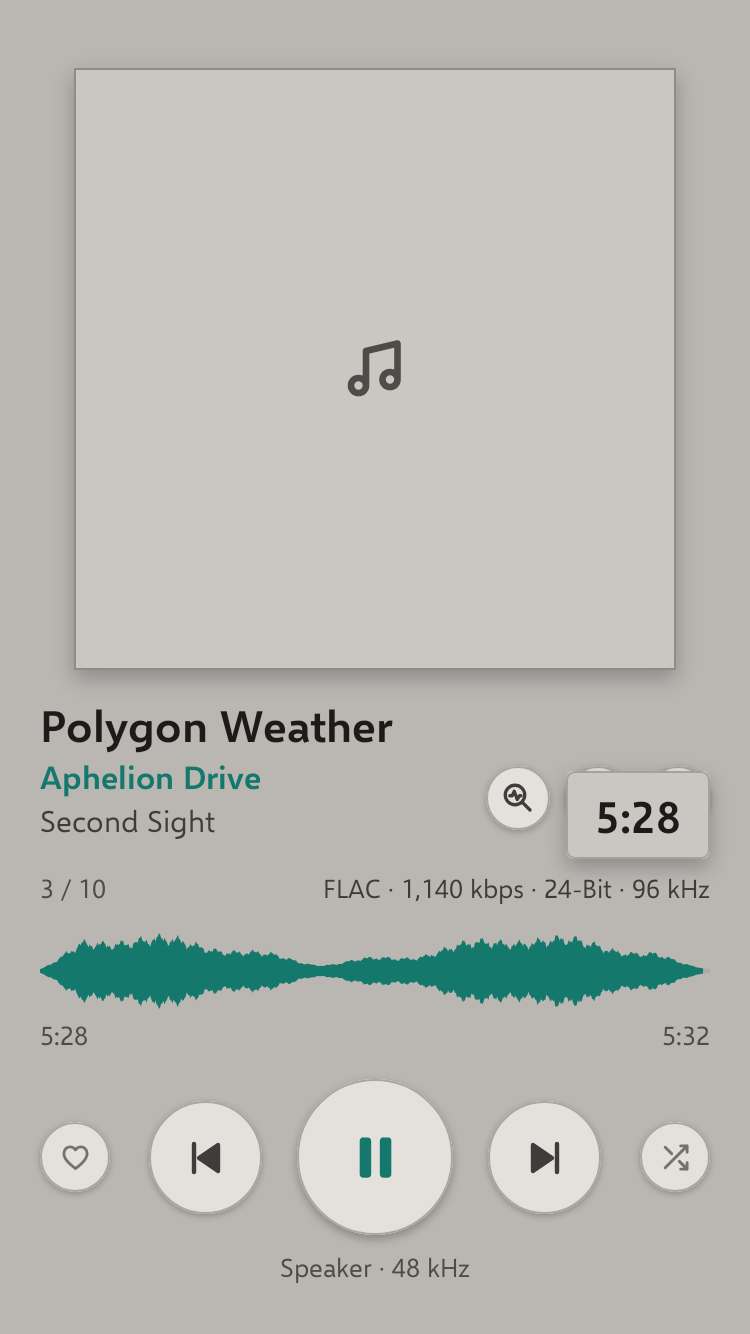 Polygon Weather
Aphelion Drive
Second Sight
5:28
3 / 10
FLAC · 1,140 kbps · 24-Bit · 96 kHz
5:28
5:32
Speaker · 48 kHz